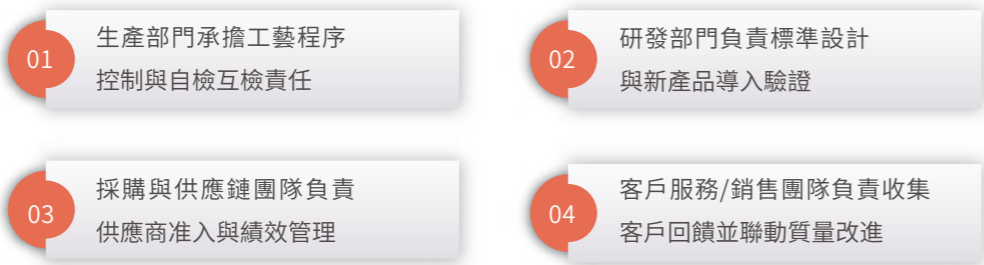 01
生產部門承擔工藝程序
控制與自檢互檢責任
02
研發部門負責標準設計
與新產品導入驗證
03
採購與供應鏈團隊負責
供應商准入與績效管理
04
客戶服務/銷售團隊負責收集
客戶回饋並聯動質量改進